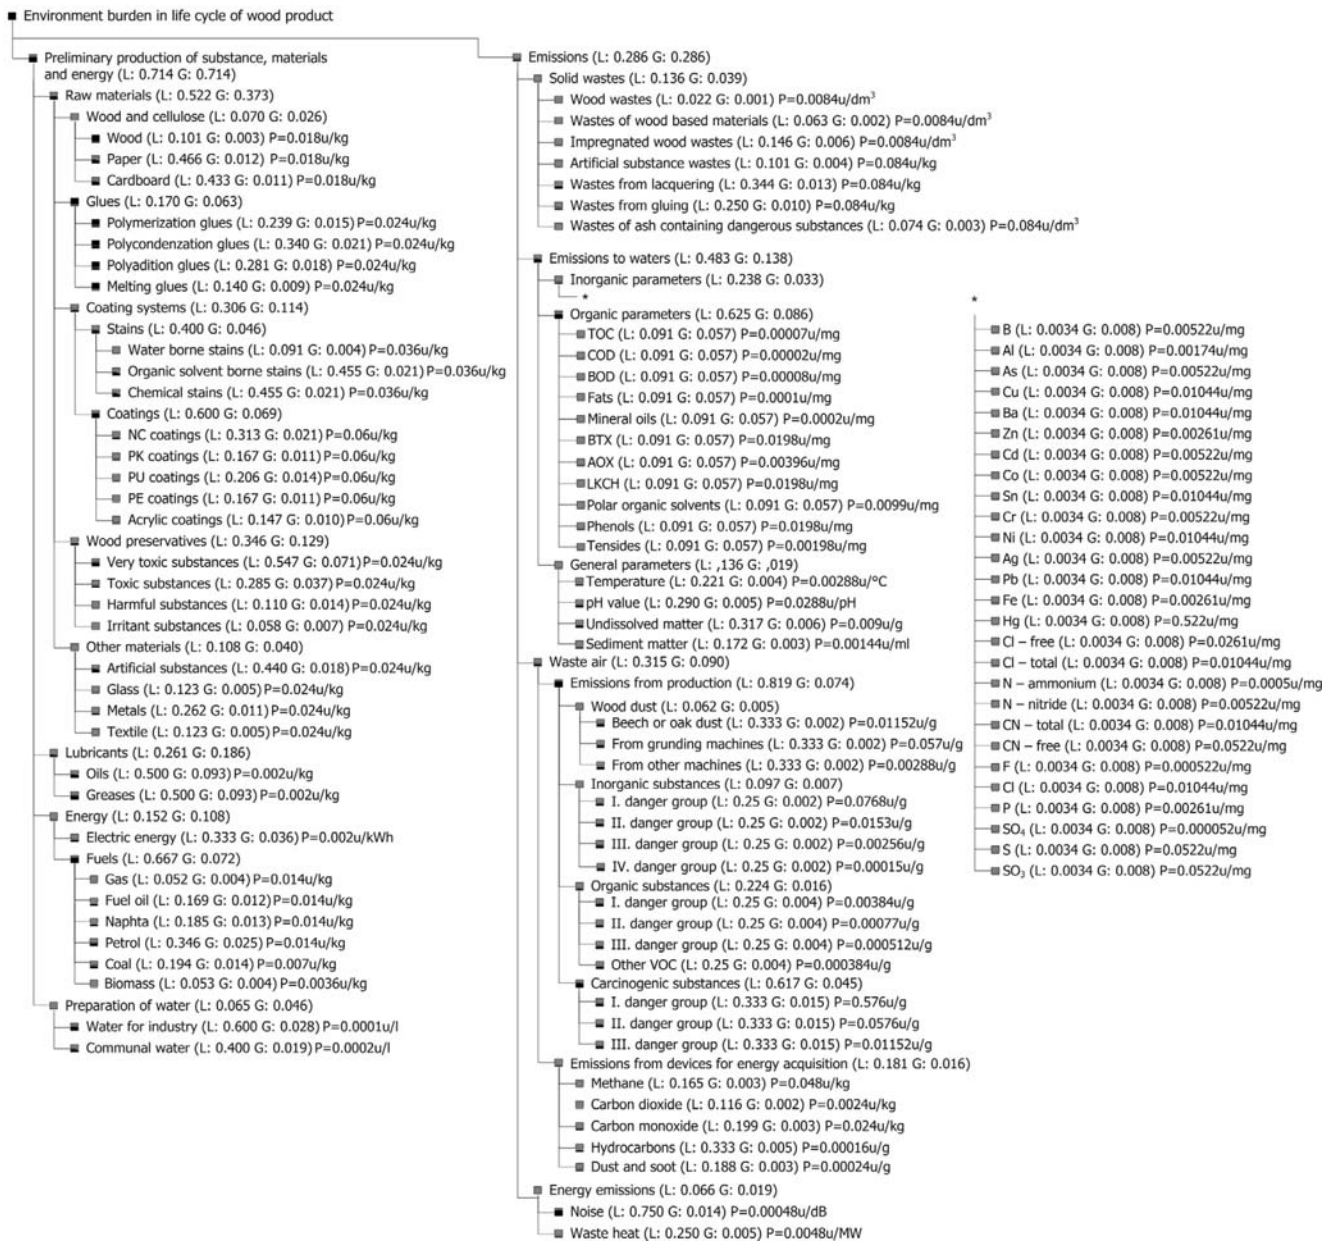 Environment burden in life cycle of wood product
Preliminary production of substance, materials
and energy (L: 0.714 G: 0.714)
Raw materials (L: 0.522 G: 0.373)
Wood and cellulose (L: 0.070 G: 0.026)
Wood (L: 0.101 G: 0.003) P=0.018u/kg
Paper (L: 0.466 G: 0.012) P=0.018u/kg
Cardboard (L: 0.433 G: 0.011) P=0.018u/kg
Glues (L: 0.170 G: 0.063)
Polymerization glues (L: 0.239 G: 0.015) P=0.024u/kg
Polycondenzation glues (L: 0.340 G: 0.021) P=0.024u/kg
Polyadition glues (L: 0.281 G: 0.018) P=0.024u/kg
Melting glues (L: 0.140 G: 0.009) P=0.024u/kg
Coating systems (L: 0.306 G: 0.114)
Stains (L: 0.400 G: 0.046)
Water borne stains (L: 0.091 G: 0.004) P=0.036u/kg
Organic solvent borne stains (L: 0.455 G: 0.021) P=0.036u/kg
Chemical stains (L: 0.455 G: 0.021) P=0.036u/kg
Coatings (L: 0.600 G: 0.069)
NC coatings (L: 0.313 G: 0.021) P=0.06u/kg
PK coatings (L: 0.167 G: 0.011) P=0.06u/kg
PU coatings (L: 0.206 G: 0.014) P=0.06u/kg
PE coatings (L: 0.167 G: 0.011) P=0.06u/kg
Acrylic coatings (L: 0.147 G: 0.010) P=0.06u/kg
Wood preservatives (L: 0.346 G: 0.129)
Very toxic substances (L: 0.547 G: 0.071) P=0.024u/kg
Toxic substances (L: 0.285 G: 0.037) P=0.024u/kg
Harmful substances (L: 0.110 G: 0.014) P=0.024u/kg
Irritant substances (L: 0.058 G: 0.007) P=0.024u/kg
Other materials (L: 0.108 G: 0.040)
Artificial substances (L: 0.440 G: 0.018) P=0.024u/kg
Glass (L: 0.123 G: 0.005) P=0.024u/kg
Metals (L: 0.262 G: 0.011) P=0.024u/kg
Textile (L: 0.123 G: 0.005) P=0.024u/kg
Lubricants (L: 0.261 G: 0.186)
Oils (L: 0.500 G: 0.093) P=0.002u/kg
Greases (L: 0.500 G: 0.093) P=0.002u/kg
Energy (L: 0.152 G: 0.108)
Electric energy (L: 0.333 G: 0.036) P=0.002u/kWh
Fuels (L: 0.667 G: 0.072)
Gas (L: 0.052 G: 0.004) P=0.014u/kg
Fuel oil (L: 0.169 G: 0.012) P=0.014u/kg
Naphta (L: 0.185 G: 0.013) P=0.014u/kg
Petrol (L: 0.346 G: 0.025) P=0.014u/kg
Coal (L: 0.194 G: 0.014) P=0.007u/kg
Biomass (L: 0.053 G: 0.004) P=0.0036u/kg
Preparation of water (L: 0.065 G: 0.046)
Water for industry (L: 0.600 G: 0.028) P=0.0001u/l
Communal water (L: 0.400 G: 0.019) P=0.0002u/l
Emissions (L: 0.286 G: 0.286)
Solid wastes (L: 0.136 G: 0.039)
Wood wastes (L: 0.022 G: 0.001) P=0.0084u/dm³
Wastes of wood based materials (L: 0.063 G: 0.002) P=0.0084u/dm³
Impregnated wood wastes (L: 0.146 G: 0.006) P=0.0084u/dm³
Artificial substance wastes (L: 0.101 G: 0.004) P=0.084u/kg
Wastes from lacquering (L: 0.344 G: 0.013) P=0.084u/kg
Wastes from gluing (L: 0.250 G: 0.010) P=0.084u/kg
Wastes of ash containing dangerous substances (L: 0.074 G: 0.003) P=0.084u/dm³
Emissions to waters (L: 0.483 G: 0.138)
Inorganic parameters (L: 0.238 G: 0.033)
*
Organic parameters (L: 0.625 G: 0.086)
TOC (L: 0.091 G: 0.057) P=0.00007u/mg
COD (L: 0.091 G: 0.057) P=0.00002u/mg
BOD (L: 0.091 G: 0.057) P=0.00008u/mg
Fats (L: 0.091 G: 0.057) P=0.0001u/mg
Mineral oils (L: 0.091 G: 0.057) P=0.0002u/mg
BTX (L: 0.091 G: 0.057) P=0.0198u/mg
AOX (L: 0.091 G: 0.057) P=0.00396u/mg
LKCH (L: 0.091 G: 0.057) P=0.0198u/mg
Polar organic solvents (L: 0.091 G: 0.057) P=0.0099u/mg
Phenols (L: 0.091 G: 0.057) P=0.0198u/mg
Tensides (L: 0.091 G: 0.057) P=0.00198u/mg
General parameters (L: ,136 G: ,019)
Temperature (L: 0.221 G: 0.004) P=0.00288u/°C
pH value (L: 0.290 G: 0.005) P=0.0288u/pH
Undissolved matter (L: 0.317 G: 0.006) P=0.009u/g
Sediment matter (L: 0.172 G: 0.003) P=0.00144u/ml
Waste air (L: 0.315 G: 0.090)
Emissions from production (L: 0.819 G: 0.074)
Wood dust (L: 0.062 G: 0.005)
Beech or oak dust (L: 0.333 G: 0.002) P=0.01152u/g
From grunding machines (L: 0.333 G: 0.002) P=0.057u/g
From other machines (L: 0.333 G: 0.002) P=0.00288u/g
Inorganic substances (L: 0.097 G: 0.007)
I. danger group (L: 0.25 G: 0.002) P=0.0768u/g
II. danger group (L: 0.25 G: 0.002) P=0.0153u/g
III. danger group (L: 0.25 G: 0.002) P=0.00256u/g
IV. danger group (L: 0.25 G: 0.002) P=0.00015u/g
Organic substances (L: 0.224 G: 0.016)
I. danger group (L: 0.25 G: 0.004) P=0.00384u/g
II. danger group (L: 0.25 G: 0.004) P=0.00077u/g
III. danger group (L: 0.25 G: 0.004) P=0.000512u/g
Other VOC (L: 0.25 G: 0.004) P=0.000384u/g
Carcinogenic substances (L: 0.617 G: 0.045)
I. danger group (L: 0.333 G: 0.015) P=0.576u/g
II. danger group (L: 0.333 G: 0.015) P=0.0576u/g
III. danger group (L: 0.333 G: 0.015) P=0.01152u/g
Emissions from devices for energy acquisition (L: 0.181 G: 0.016)
Methane (L: 0.165 G: 0.003) P=0.048u/kg
Carbon dioxide (L: 0.116 G: 0.002) P=0.0024u/kg
Carbon monoxide (L: 0.199 G: 0.003) P=0.024u/kg
Hydrocarbons (L: 0.333 G: 0.005) P=0.00016u/g
Dust and soot (L: 0.188 G: 0.003) P=0.00024u/g
Energy emissions (L: 0.066 G: 0.019)
Noise (L: 0.750 G: 0.014) P=0.00048u/dB
Waste heat (L: 0.250 G: 0.005) P=0.0048u/MW
*
B (L: 0.0034 G: 0.008) P=0.00522u/mg
Al (L: 0.0034 G: 0.008) P=0.00174u/mg
As (L: 0.0034 G: 0.008) P=0.00522u/mg
Cu (L: 0.0034 G: 0.008) P=0.01044u/mg
Ba (L: 0.0034 G: 0.008) P=0.01044u/mg
Zn (L: 0.0034 G: 0.008) P=0.00261u/mg
Cd (L: 0.0034 G: 0.008) P=0.00522u/mg
Co (L: 0.0034 G: 0.008) P=0.00522u/mg
Sn (L: 0.0034 G: 0.008) P=0.01044u/mg
Cr (L: 0.0034 G: 0.008) P=0.00522u/mg
Ni (L: 0.0034 G: 0.008) P=0.01044u/mg
Ag (L: 0.0034 G: 0.008) P=0.00522u/mg
Pb (L: 0.0034 G: 0.008) P=0.01044u/mg
Fe (L: 0.0034 G: 0.008) P=0.00261u/mg
Hg (L: 0.0034 G: 0.008) P=0.522u/mg
Cl – free (L: 0.0034 G: 0.008) P=0.0261u/mg
Cl – total (L: 0.0034 G: 0.008) P=0.01044u/mg
N – ammonium (L: 0.0034 G: 0.008) P=0.0005u/mg
N – nitride (L: 0.0034 G: 0.008) P=0.00522u/mg
CN – total (L: 0.0034 G: 0.008) P=0.01044u/mg
CN – free (L: 0.0034 G: 0.008) P=0.0522u/mg
F (L: 0.0034 G: 0.008) P=0.000522u/mg
Cl (L: 0.0034 G: 0.008) P=0.01044u/mg
P (L: 0.0034 G: 0.008) P=0.00261u/mg
SO₄ (L: 0.0034 G: 0.008) P=0.000052u/mg
S (L: 0.0034 G: 0.008) P=0.0522u/mg
SO₃ (L: 0.0034 G: 0.008) P=0.0522u/mg